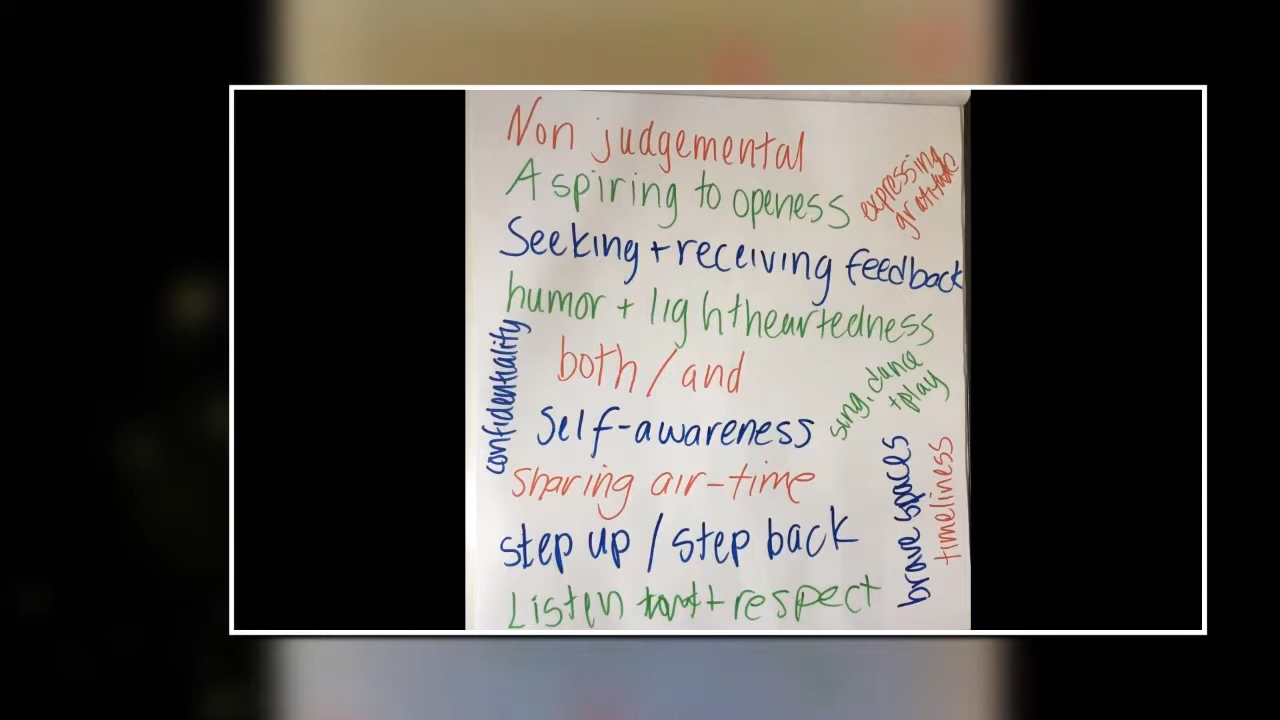 Non judgemental
Aspiring to openess
expressing
gratitude
Seeking + receiving feedback
humor + lightheartedness
confidentiality
both / and
sing, dance
+ play
Self-awareness
sharing air-time
brave spaces
timeliness
step up / step back
Listen + respect